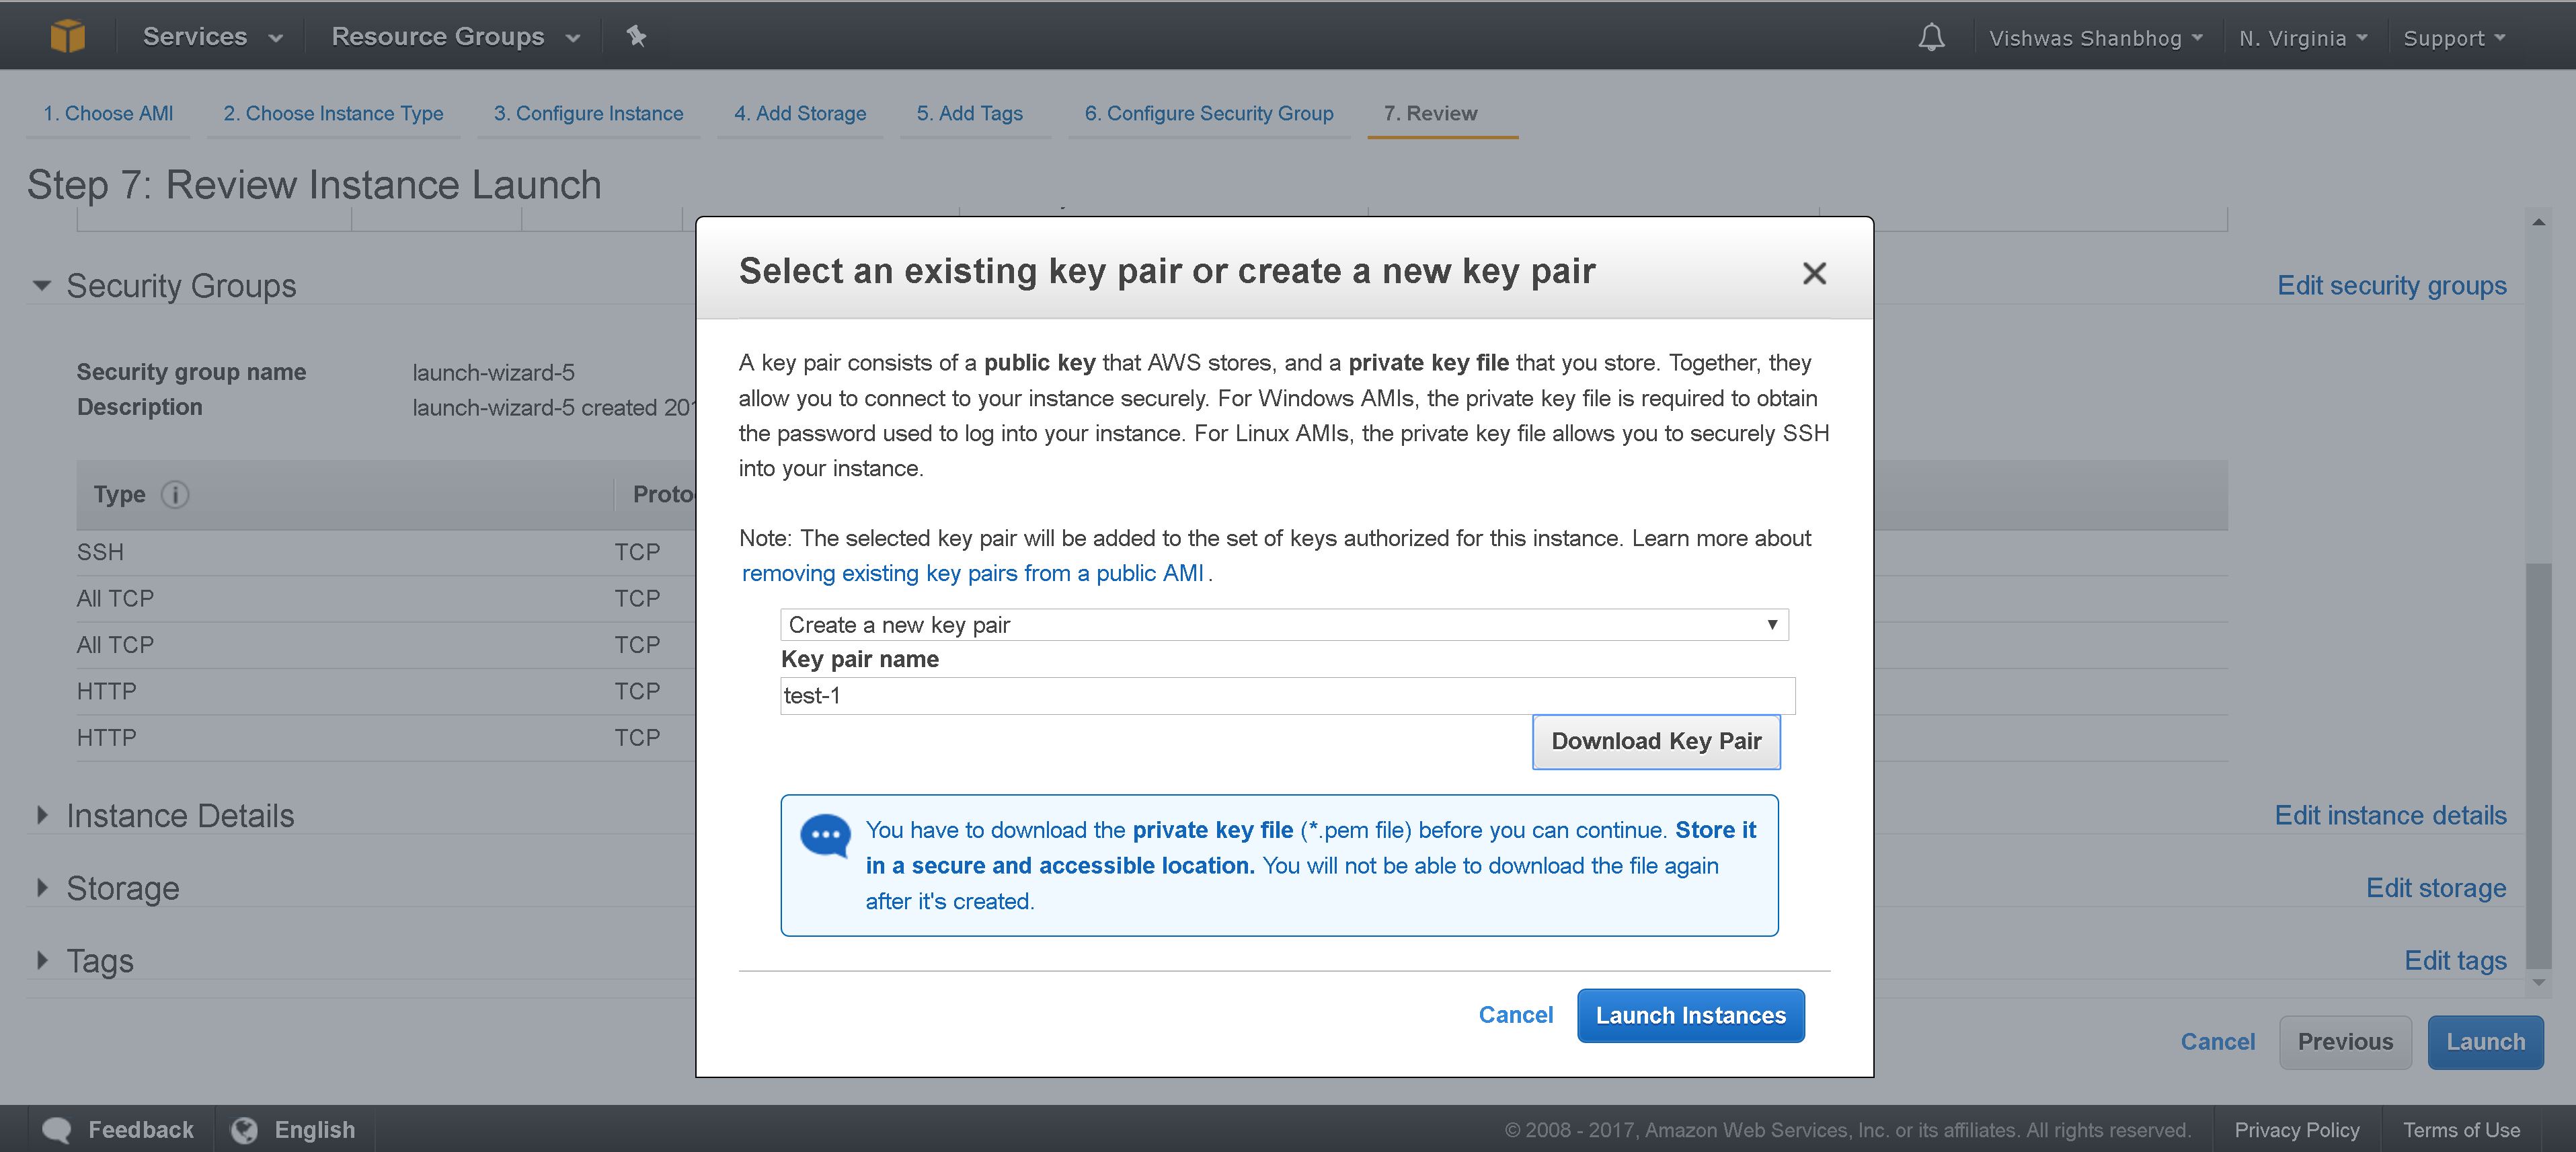 Services
Resource Groups
Vishwas Shanbhog
N. Virginia
Support
1. Choose AMI
2. Choose Instance Type
3. Configure Instance
4. Add Storage
5. Add Tags
6. Configure Security Group
7. Review
Step 7: Review Instance Launch
Security Groups
Edit security groups
Security group name
launch-wizard-5
Description
launch-wizard-5 created 201
Type
Proto
SSH
TCP
All TCP
TCP
All TCP
TCP
HTTP
TCP
HTTP
TCP
Instance Details
Edit instance details
Storage
Edit storage
Tags
Edit tags
Select an existing key pair or create a new key pair
A key pair consists of a public key that AWS stores, and a private key file that you store. Together, they
allow you to connect to your instance securely. For Windows AMIs, the private key file is required to obtain
the password used to log into your instance. For Linux AMIs, the private key file allows you to securely SSH
into your instance.
Note: The selected key pair will be added to the set of keys authorized for this instance. Learn more about
removing existing key pairs from a public AMI.
Create a new key pair
Key pair name
test-1
Download Key Pair
You have to download the private key file (*.pem file) before you can continue. Store it
in a secure and accessible location. You will not be able to download the file again
after it's created.
Cancel
Launch Instances
Cancel
Previous
Launch
Feedback
English
© 2008 - 2017, Amazon Web Services, Inc. or its affiliates. All rights reserved.
Privacy Policy
Terms of Use